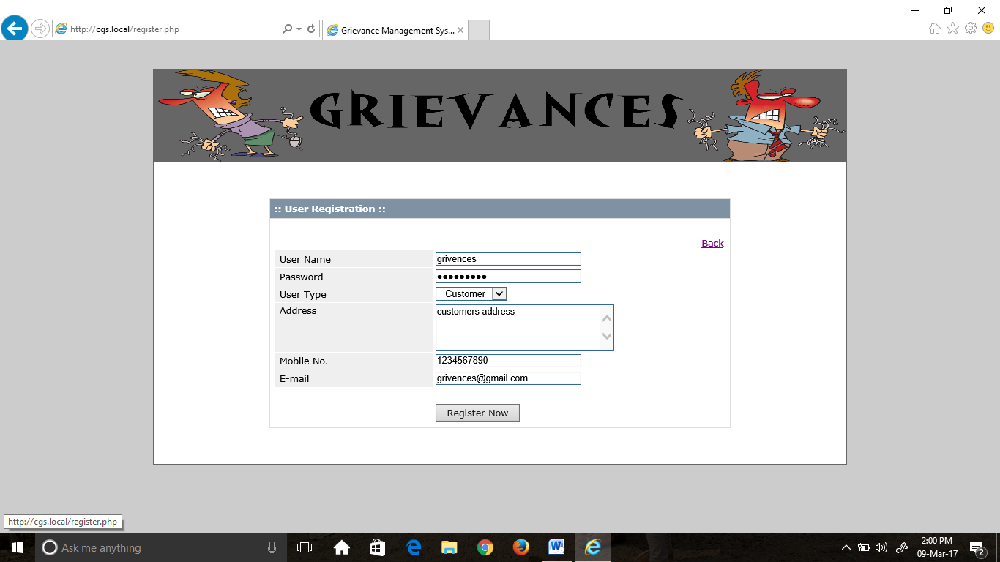 http://cgs.local/register.php
Grievance Management Sys...
GRIEVANCES
:: User Registration ::
Back
User Name grivences
Password ●●●●●●●●●
User Type Customer
Address customers address
Mobile No. 1234567890
E-mail grivences@gmail.com
Register Now
http://cgs.local/register.php
Ask me anything
2:00 PM
09-Mar-17
2